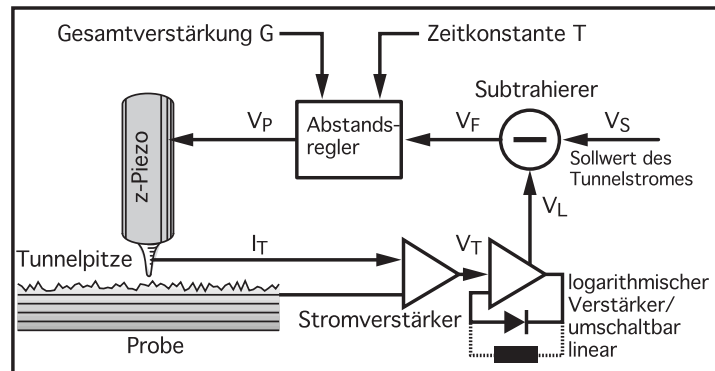 Gesamtverstärkung G
Zeitkonstante T
Subtrahierer
z-Piezo
V_P
Abstands-
regler
V_F
V_S
Sollwert des
Tunnelstromes
V_L
Tunnelpitze
I_T
V_T
Stromverstärker
logarithmischer
Verstärker/
umschaltbar
linear
Probe